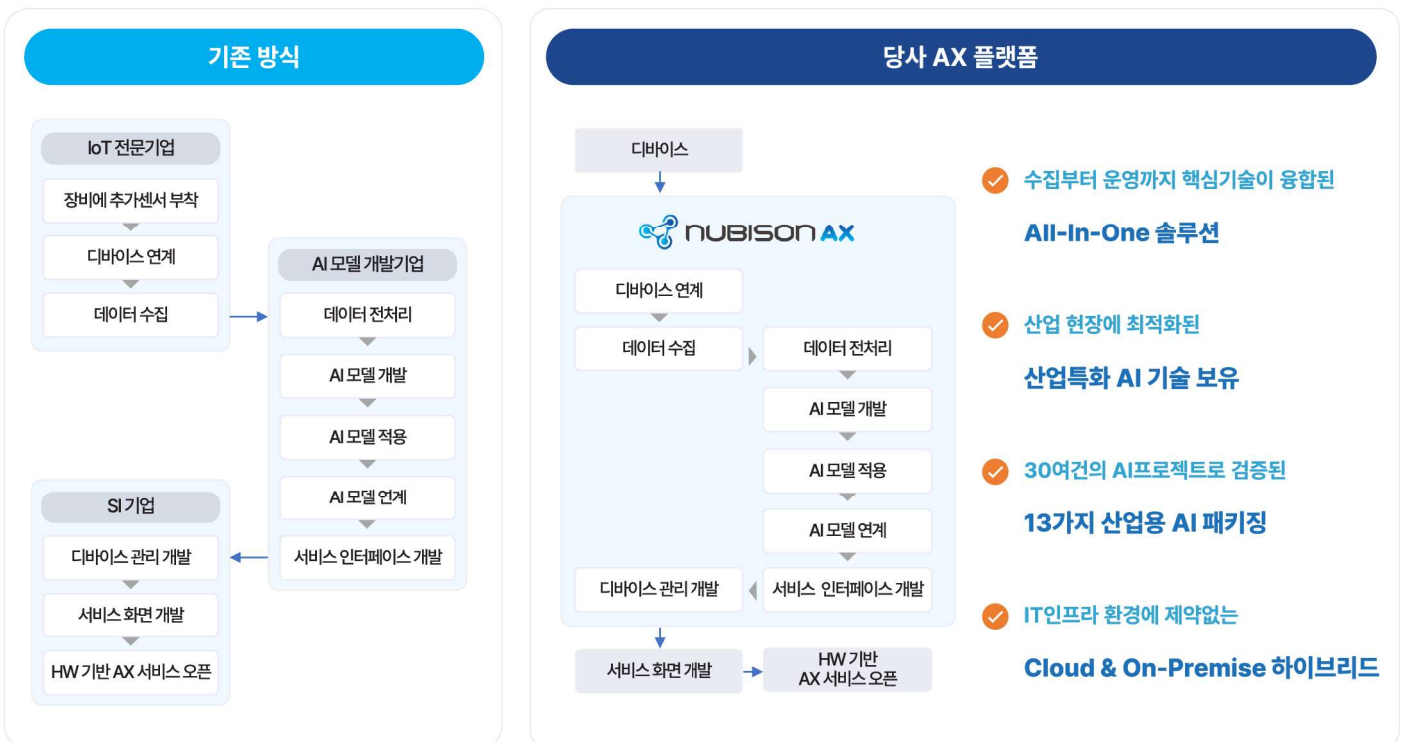 기존 방식
IoT 전문기업
장비에 추가센서 부착
디바이스 연계
데이터 수집
AI 모델 개발기업
데이터 전처리
AI 모델 개발
AI 모델 적용
AI 모델 연계
서비스 인터페이스 개발
SI 기업
디바이스 관리 개발
서비스 화면 개발
HW 기반 AX 서비스 오픈
당사 AX 플랫폼
디바이스
NUBISON AX
디바이스 연계
데이터 수집
데이터 전처리
AI 모델 개발
AI 모델 적용
AI 모델 연계
서비스 인터페이스 개발
디바이스 관리 개발
서비스 화면 개발
HW 기반
AX 서비스 오픈
수집부터 운영까지 핵심기술이 융합된
All-In-One 솔루션
산업 현장에 최적화된
산업특화 AI 기술 보유
30여건의 AI프로젝트로 검증된
13가지 산업용 AI 패키징
IT인프라 환경에 제약없는
Cloud & On-Premise 하이브리드